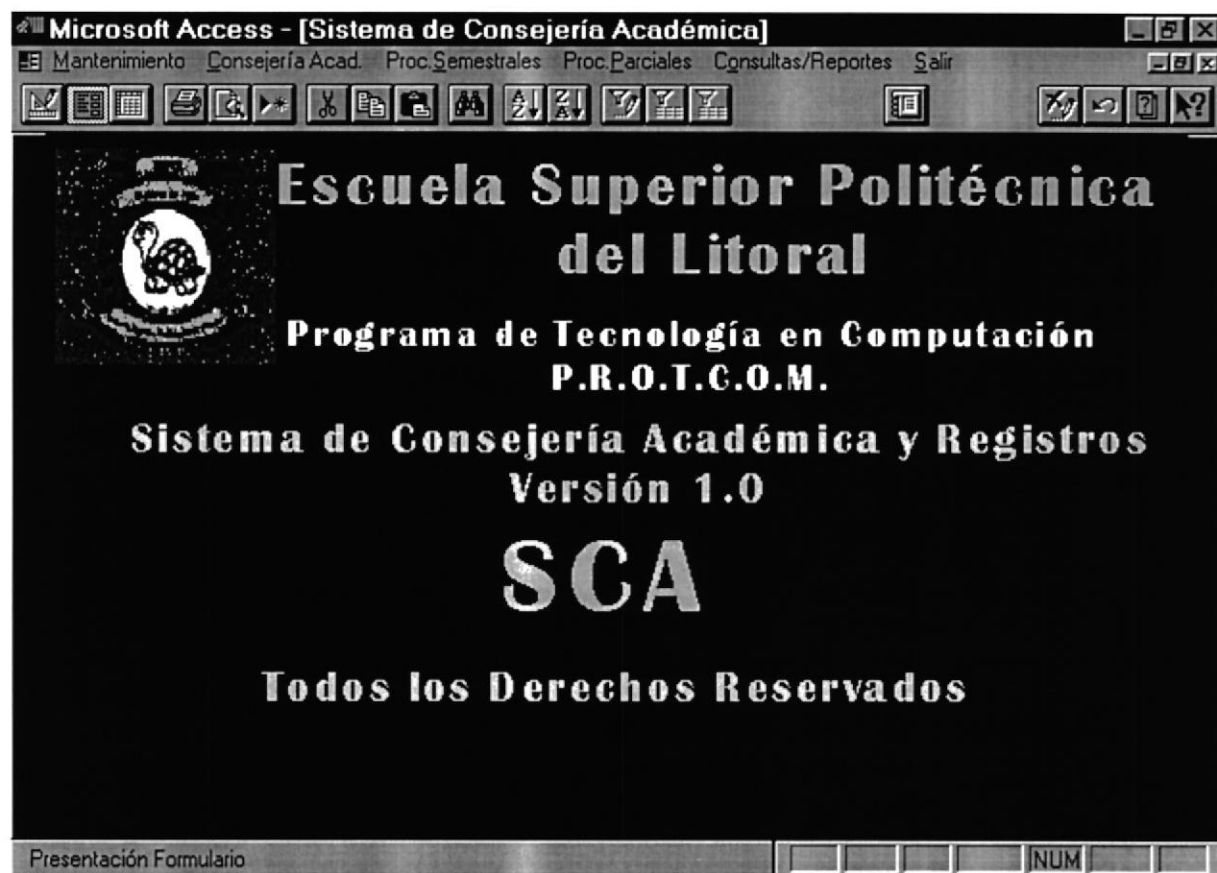 Microsoft Access - [Sistema de Consejería Académica]
Mantenimiento Consejería Acad. Proc.Semestrales Proc.Parciales Consultas/Reportes Salir
Escuela Superior Politécnica
del Litoral
Programa de Tecnología en Computación
P.R.O.T.C.O.M.
Sistema de Consejería Académica y Registros
Versión 1.0
SCA
Todos los Derechos Reservados
Presentación Formulario NUM